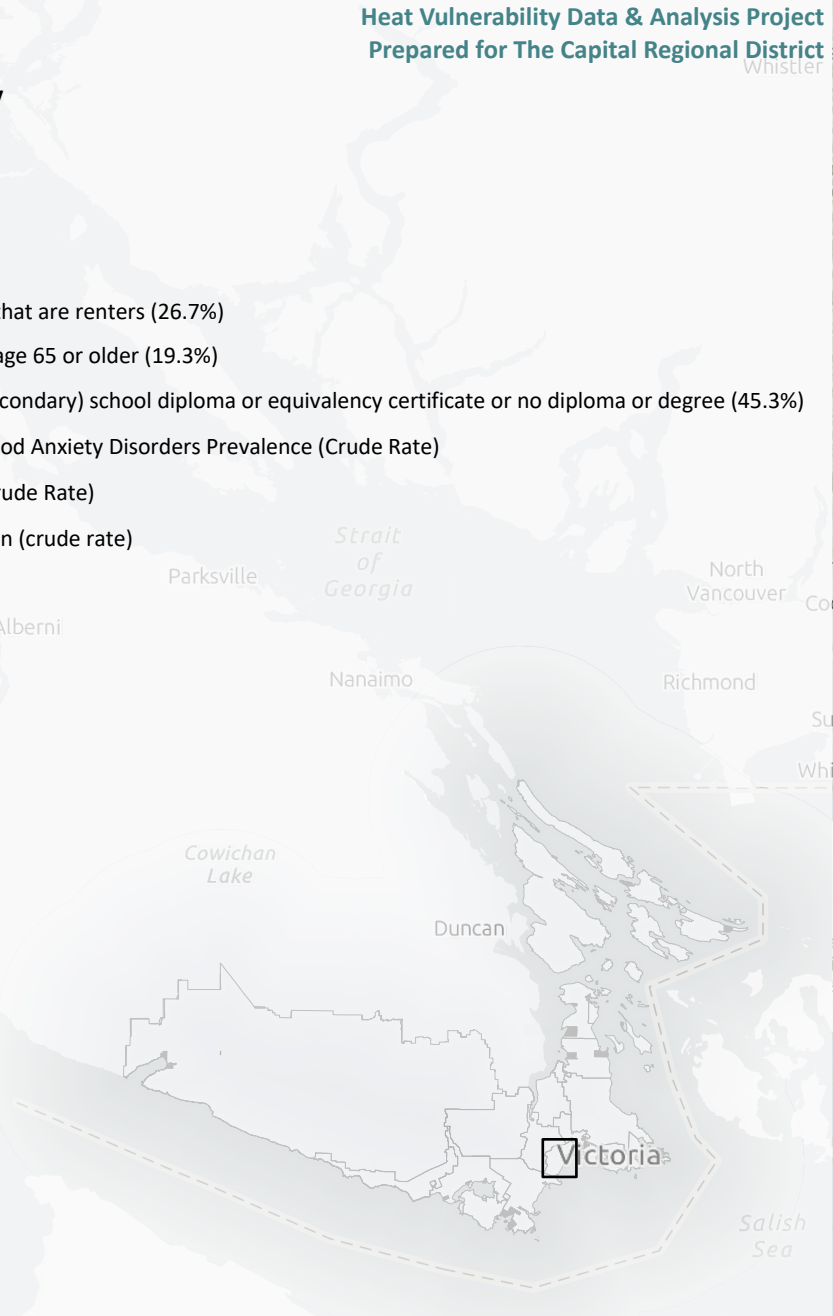 Heat Vulnerability Data & Analysis Project
Prepared for The Capital Regional District
Whistler
that are renters (26.7%)
age 65 or older (19.3%)
condary) school diploma or equivalency certificate or no diploma or degree (45.3%)
od Anxiety Disorders Prevalence (Crude Rate)
rude Rate)
n (crude rate)
Strait
of
Georgia
Parksville
North
Vancouver
Alberni
Nanaimo
Richmond
Cowichan
Lake
Duncan
Victoria
Salish
Sea